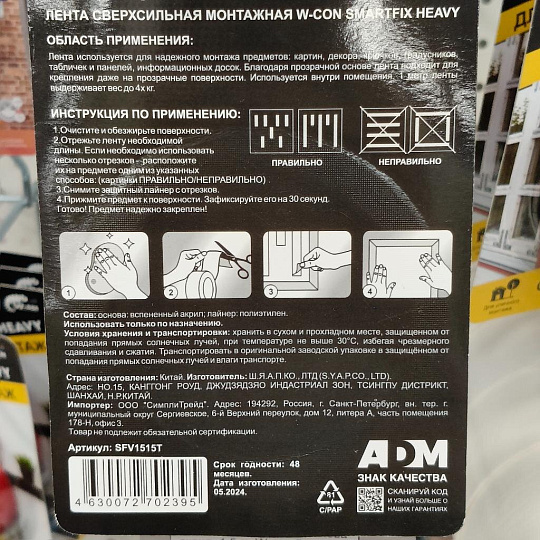 ЛЕНТА СВЕРХСИЛЬНАЯ МОНТАЖНАЯ W-CON SMARTFIX HEAVY
ОБЛАСТЬ ПРИМЕНЕНИЯ:
Лента используется для надежного монтажа предметов: картин, декора, крючков, градусников,
табличек и панелей, информационных досок. Благодаря прозрачной основе лента подходит для
крепления даже на прозрачные поверхности. Используется внутри помещения. 1 метр ленты
выдерживает вес до 4х кг.
ИНСТРУКЦИЯ ПО ПРИМЕНЕНИЮ:
1.Очистите и обезжирьте поверхности.
2.Отрежьте ленту необходимой
длины. Если необходимо использовать
несколько отрезков - расположите
их на предмете одним из указанных
способов: (картинки ПРАВИЛЬНО/НЕПРАВИЛЬНО) .
3.Снимите защитный лайнер с отрезков.
4.Прижмите предмет к поверхности. Зафиксируйте его на 30 секунд.
Готово! Предмет надежно закреплен!
ПРАВИЛЬНО
НЕПРАВИЛЬНО
1
2
3
4
Состав: основа: вспененный акрил; лайнер: полиэтилен.
Использовать только по назначению.
Условия хранения и транспортировки: хранить в сухом и прохладном месте, защищенном от
попадания прямых солнечных лучей, при температуре не выше 30°С, избегая чрезмерного
сдавливания и сжатия. Транспортировать в оригинальной заводской упаковке в защищенном от
попадания прямых солнечных лучей и влаги транспорте.
Страна изготовления: Китай. Изготовитель: Ш.Я.А.П.КО., ЛТД (S.Y.A.P.CO., LTD).
Адрес: НО.15, КАНГГОНГ РОУД, ДЖУДЗЯДЗЯО ИНДАСТРИАЛ ЗОН, ТСИНГПУ ДИСТРИКТ,
ШАНХАЙ, Н.Р.КИТАЙ.
Импортер: ООО "СимплиТрейд". Адрес: 194292, Россия, г. Санкт-Петербург, вн. тер. г.
муниципальный округ Сергиевское, 6-й Верхний переулок, дом 12, литера А, часть помещения
178-Н, офис 3.
Товар не подлежит обязательной сертификации.
Артикул: SFV1515T
4 630072 702395
Срок годности: 48
месяцев.
Дата изготовления
05.2024.
81
C/PAP
ADM
ЗНАК КАЧЕСТВА
СКАНИРУЙ КОД
И УЗНАЙ БОЛЬШЕ О
НАШИХ ГАРАНТИЯХ
HEAVY